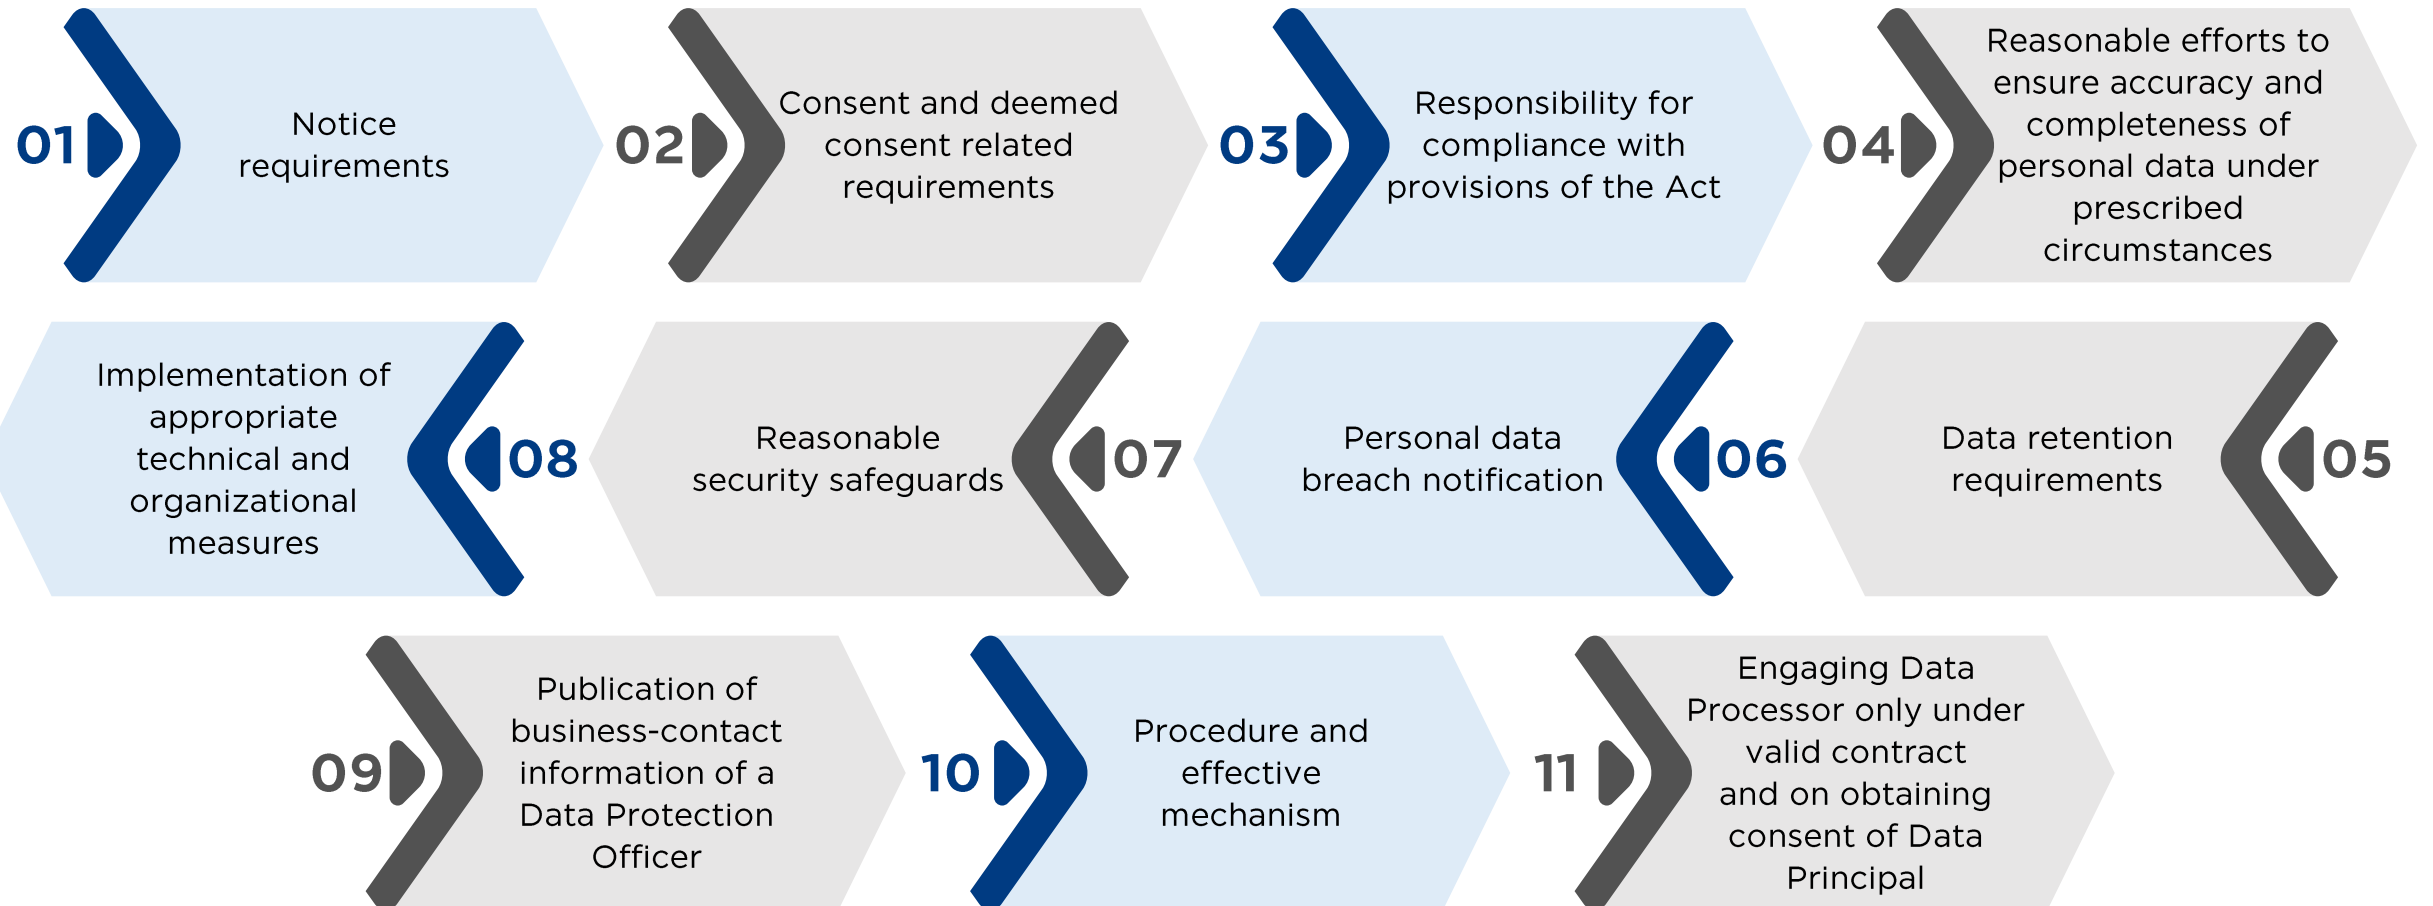 01
Notice
requirements
02
Consent and deemed
consent related
requirements
03
Responsibility for
compliance with
provisions of the Act
04
Reasonable efforts to
ensure accuracy and
completeness of
personal data under
prescribed
circumstances
05
Data retention
requirements
06
Personal data
breach notification
07
Reasonable
security safeguards
08
Implementation of
appropriate
technical and
organizational
measures
09
Publication of
business-contact
information of a
Data Protection
Officer
10
Procedure and
effective
mechanism
11
Engaging Data
Processor only under
valid contract
and on obtaining
consent of Data
Principal